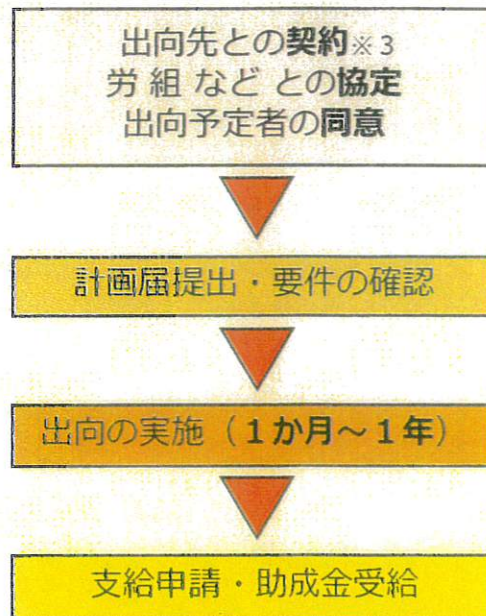 出向先との契約※3
労組などとの協定
出向予定者の同意
計画届提出・要件の確認
出向の実施（1か月～1年）
支給申請・助成金受給